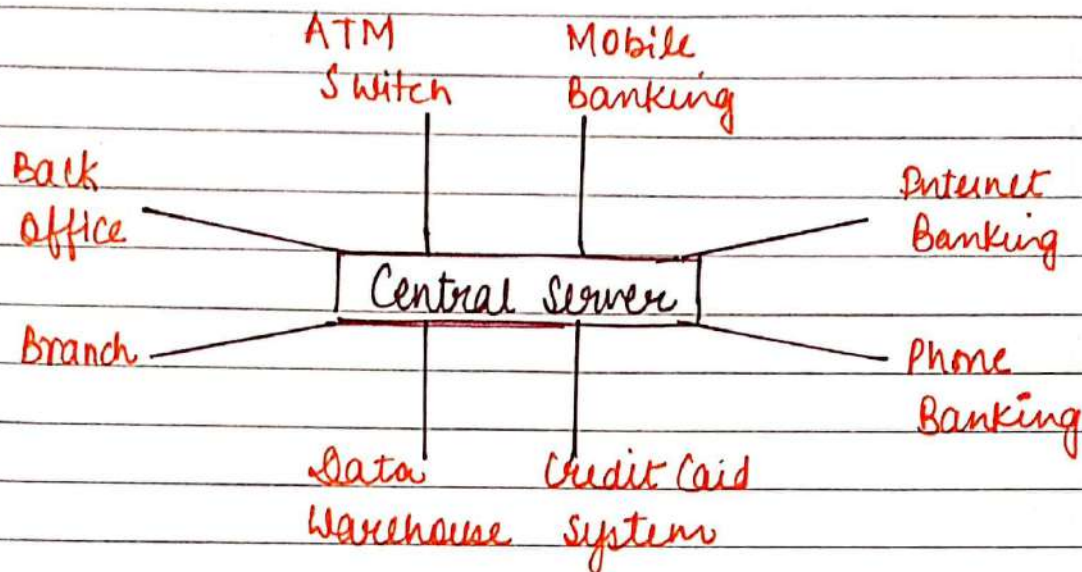 ATM
Switch
Mobile
Banking
Back
Office
Internet
Banking
Central Server
Branch
Phone
Banking
Data
Warehouse
Credit Card
System